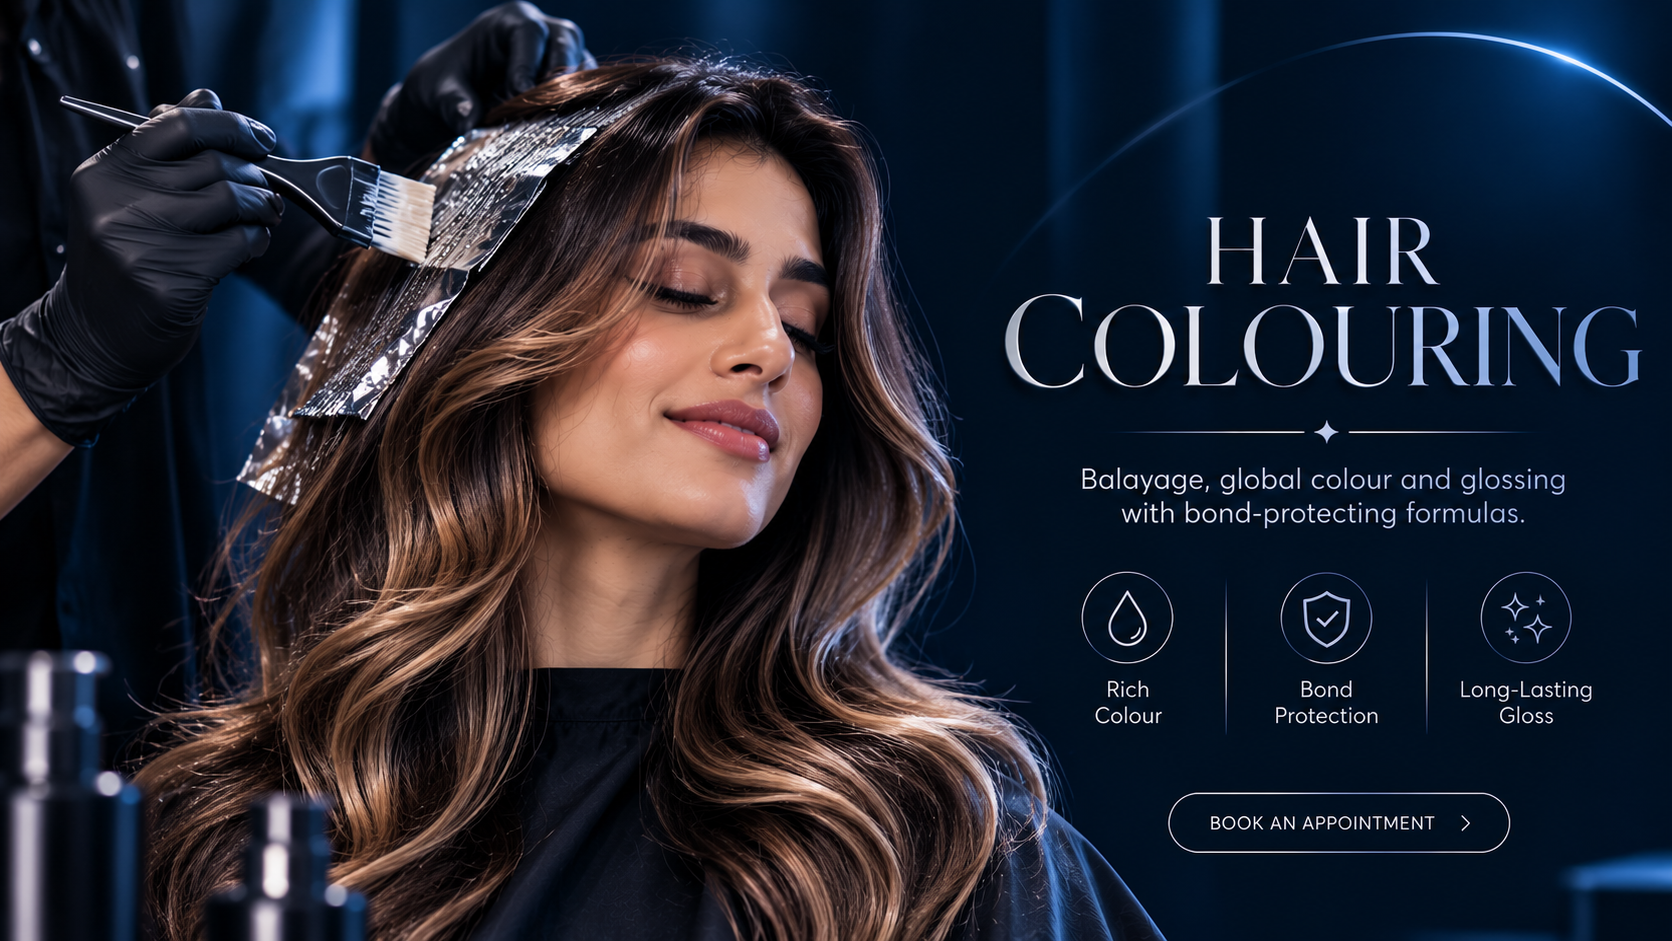 HAIR
COLOURING
Balayage, global colour and glossing
with bond-protecting formulas.
Rich
Colour
Bond
Protection
Long-Lasting
Gloss
BOOK AN APPOINTMENT